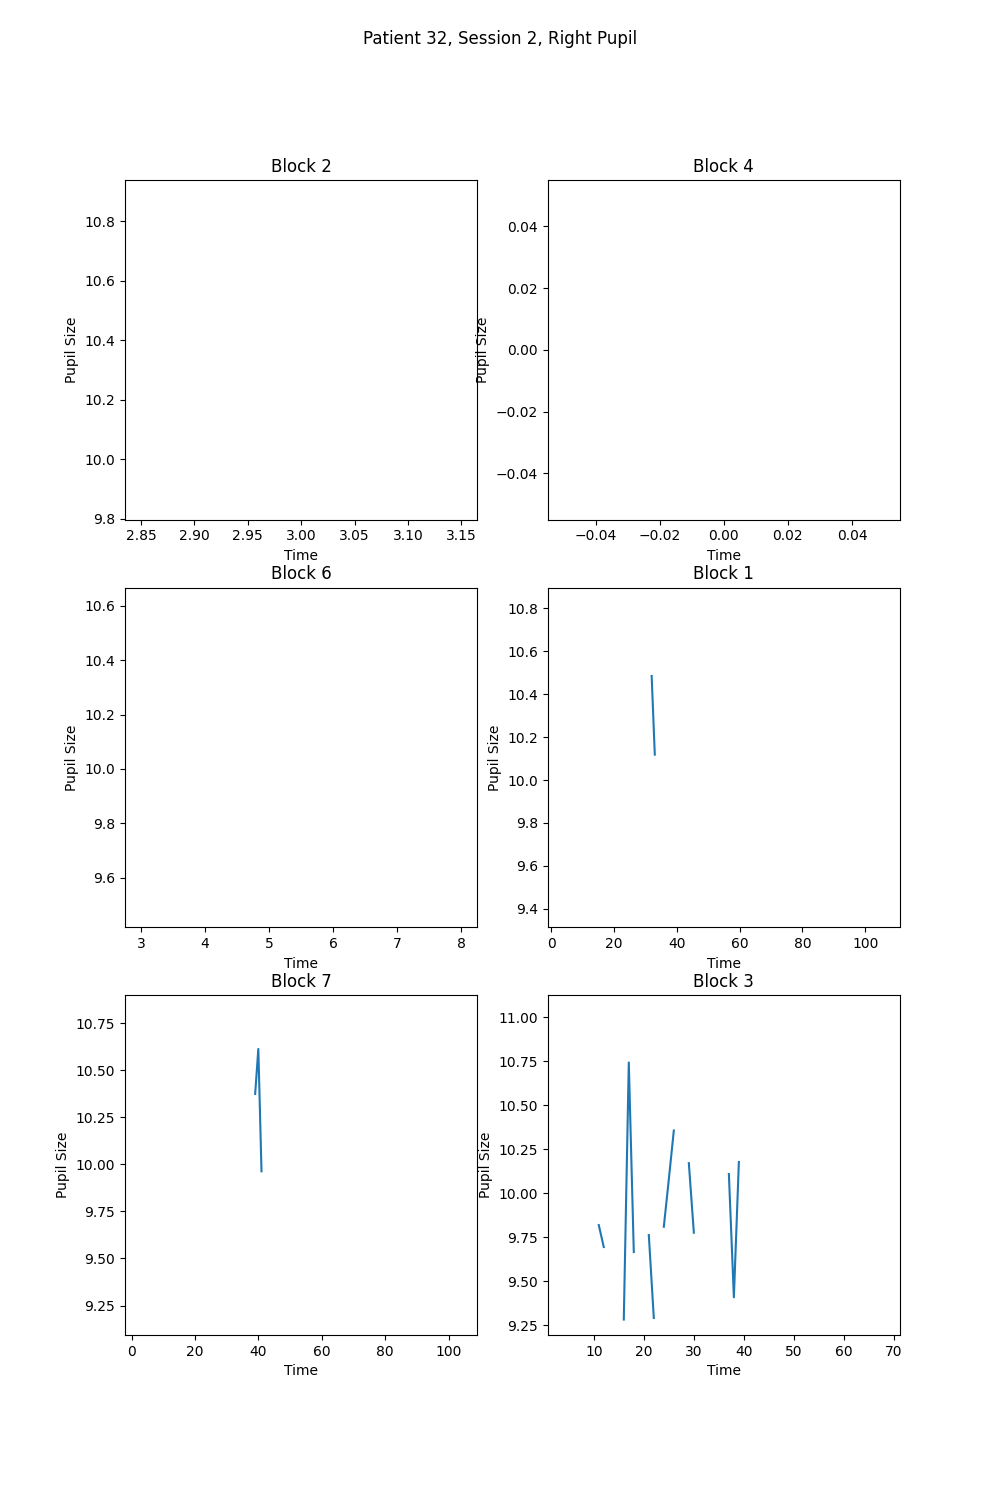 Patient 32, Session 2, Right Pupil
Block 2
10.8
10.6
10.4
10.2
10.0
9.8
Pupil Size
2.85 2.90 2.95 3.00 3.05 3.10 3.15
Time
Block 4
0.04
0.02
0.00
−0.02
−0.04
Pupil Size
−0.04 −0.02 0.00 0.02 0.04
Time
Block 6
10.6
10.4
10.2
10.0
9.8
9.6
Pupil Size
3 4 5 6 7 8
Time
Block 1
10.8
10.6
10.4
10.2
10.0
9.8
9.6
9.4
Pupil Size
0 20 40 60 80 100
Time
Block 7
10.75
10.50
10.25
10.00
9.75
9.50
9.25
Pupil Size
0 20 40 60 80 100
Time
Block 3
11.00
10.75
10.50
10.25
10.00
9.75
9.50
9.25
Pupil Size
10 20 30 40 50 60 70
Time